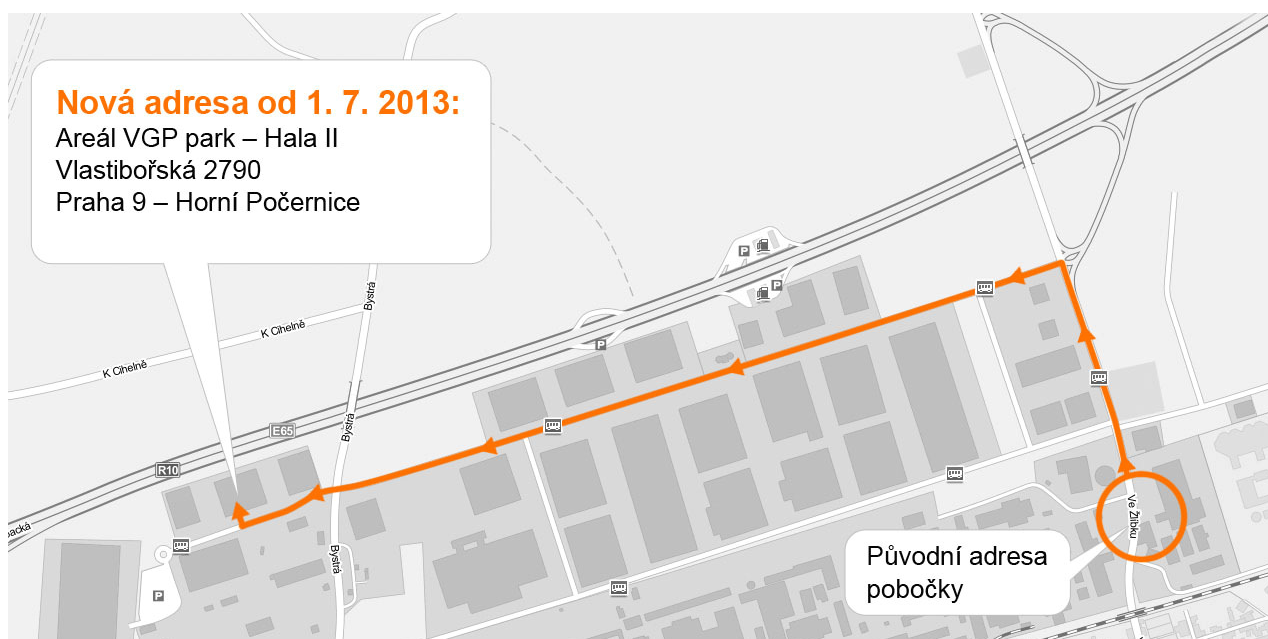 Nová adresa od 1. 7. 2013:
Areál VGP park – Hala II
Vlastibořská 2790
Praha 9 – Horní Počernice
P
P
Bystrá
K Cihelně
K Cihelně
P
Bystrá
E65
R10
Ve Žlíbku
Bystrá
Původní adresa
pobočky
P